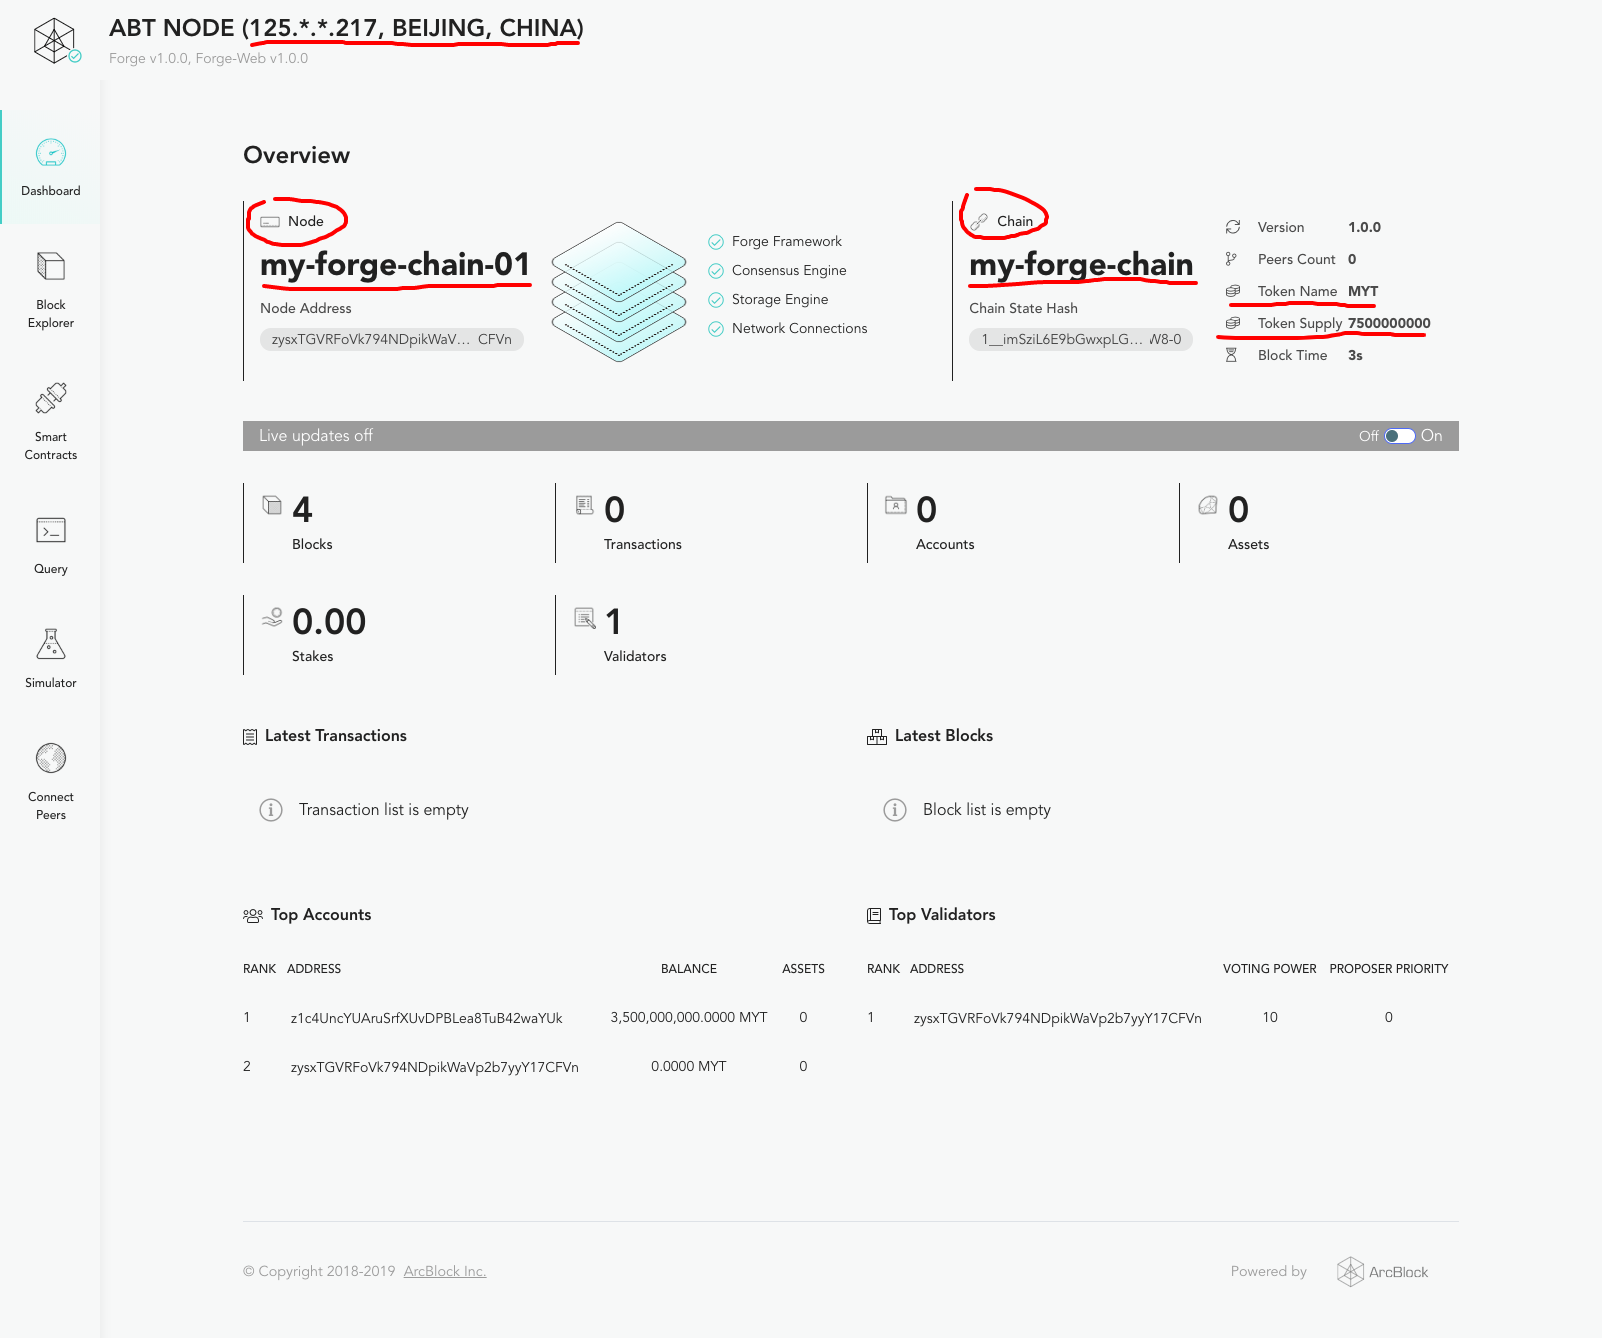 ABT NODE (125.*.*.217, BEIJING, CHINA)
Forge v1.0.0, Forge-Web v1.0.0
Dashboard
Block
Explorer
Smart
Contracts
Query
Simulator
Connect
Peers
Overview
Node
my-forge-chain-01
Node Address
zysxTGVRFoVk794NDpikWaV... CFVn
Forge Framework
Consensus Engine
Storage Engine
Network Connections
Chain
my-forge-chain
Chain State Hash
1__imSziL6E9bGwxpLG... W8-0
Version 1.0.0
Peers Count 0
Token Name MYT
Token Supply 7500000000
Block Time 3s
Live updates off
Off On
4
Blocks
0
Transactions
0
Accounts
0
Assets
0.00
Stakes
1
Validators
Latest Transactions
Transaction list is empty
Latest Blocks
Block list is empty
Top Accounts
RANK ADDRESS BALANCE ASSETS
1 z1c4UncYUAruSrfXUvDPBLea8TuB42waYUk 3,500,000,000.0000 MYT 0
2 zysxTGVRFoVk794NDpikWaVp2b7yyY17CFVn 0.0000 MYT 0
Top Validators
RANK ADDRESS VOTING POWER PROPOSER PRIORITY
1 zysxTGVRFoVk794NDpikWaVp2b7yyY17CFVn 10 0
© Copyright 2018-2019 ArcBlock Inc.
Powered by ArcBlock